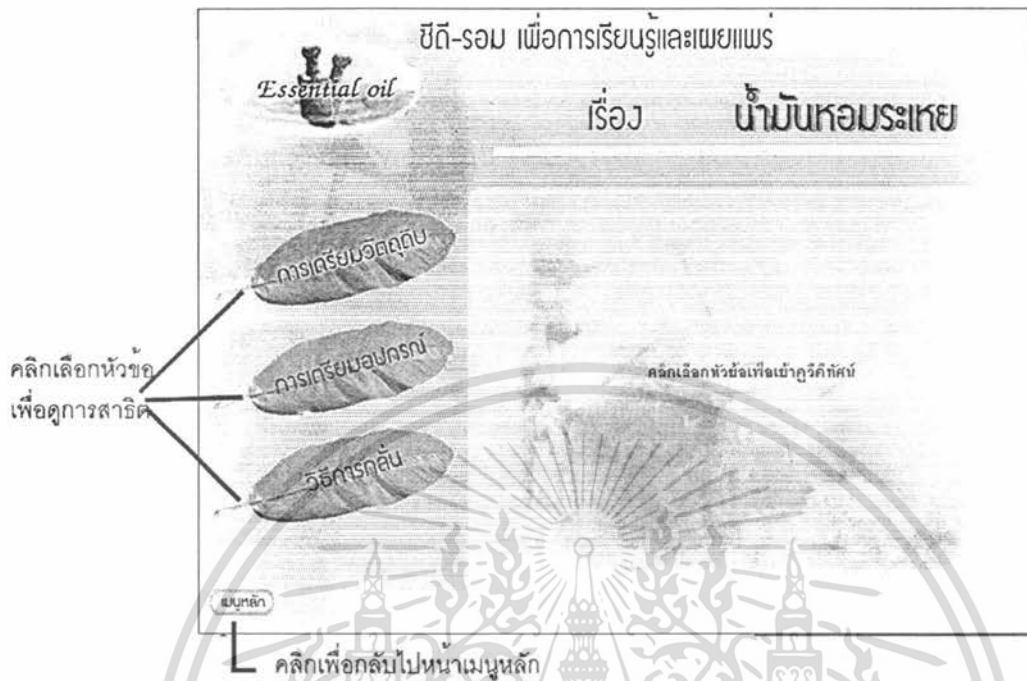 ซีดี-รอม เพื่อการเรียนรู้และเผยแพร่
Essential oil
เรื่อง น้ำมันหอมระเหย
การเตรียมวัตถุดิบ
การเตรียมอุปกรณ์
วิธีการกลั่น
คลิกเลือกหัวข้อ
เพื่อดูการสาธิต
คลิกเลือกหัวข้อเพื่อเข้าดูวีดีทัศน์
เมนูหลัก
คลิกเพื่อกลับไปหน้าเมนูหลัก